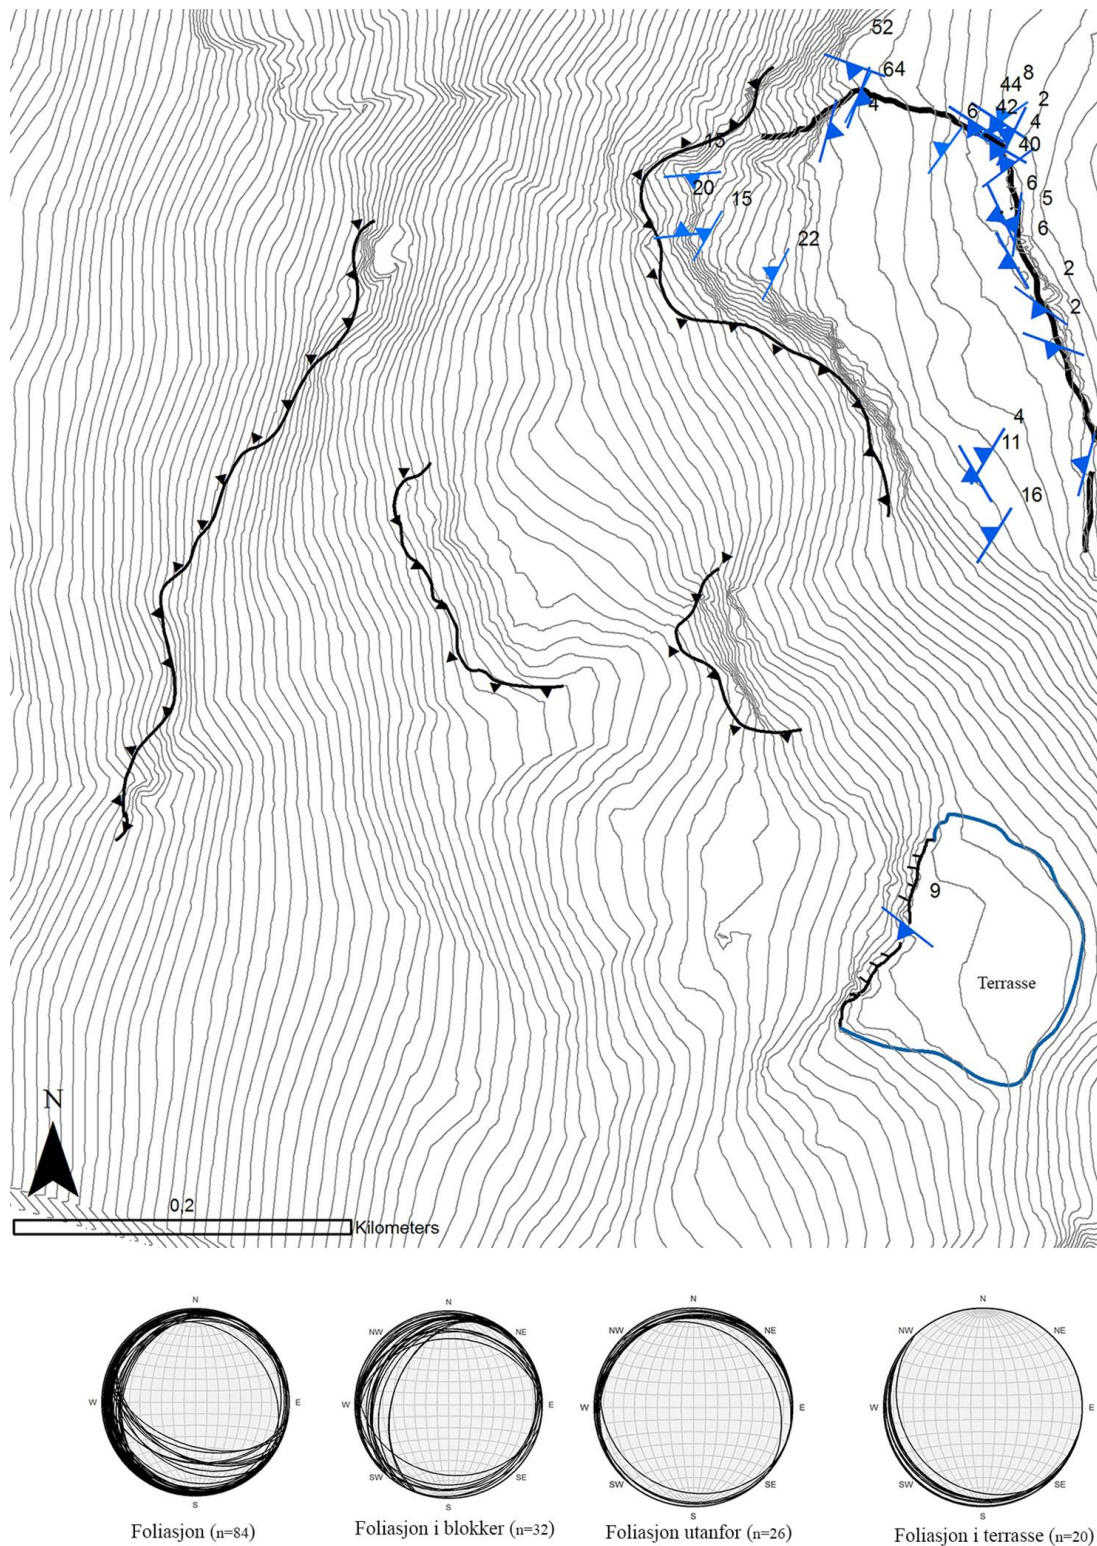 52
64
4
8
44
2
42
6
4
40
15
20
15
6
5
6
22
2
2
4
11
16
9
Terrasse
N
0,2
Kilometers
N
W
E
S
Foliasjon (n=84)
N
NW
NE
W
E
SW
SE
S
Foliasjon i blokker (n=32)
N
NW
NE
W
E
SW
SE
S
Foliasjon utanfor (n=26)
N
NW
NE
W
E
SW
SE
S
Foliasjon i terrasse (n=20)